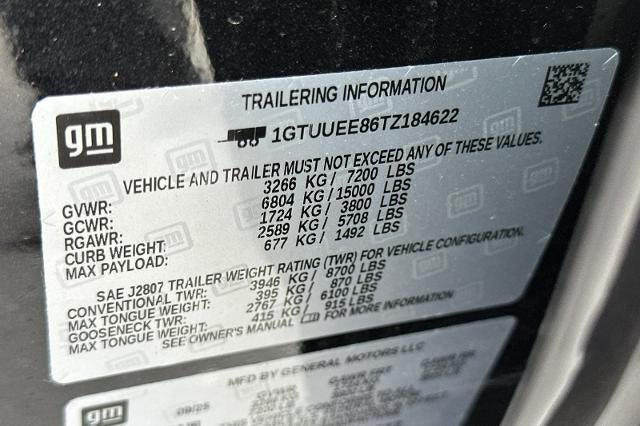 TRAILERING INFORMATION
gm
1GTUUEE86TZ184622
VEHICLE AND TRAILER MUST NOT EXCEED ANY OF THESE VALUES.
GVWR: 3266 KG / 7200 LBS
GCWR: 6804 KG / 15000 LBS
RGAWR: 1724 KG / 3800 LBS
CURB WEIGHT: 2589 KG / 5708 LBS
MAX PAYLOAD: 677 KG / 1492 LBS
SAE J2807 TRAILER WEIGHT RATING (TWR) FOR VEHICLE CONFIGURATION.
CONVENTIONAL TWR: 3946 KG / 8700 LBS
MAX TONGUE WEIGHT: 395 KG / 870 LBS
GOOSENECK TWR: 2767 KG / 6100 LBS
MAX TONGUE WEIGHT: 415 KG / 915 LBS
SEE OWNER'S MANUAL FOR MORE INFORMATION
MFD BY GENERAL MOTORS LLC
gm